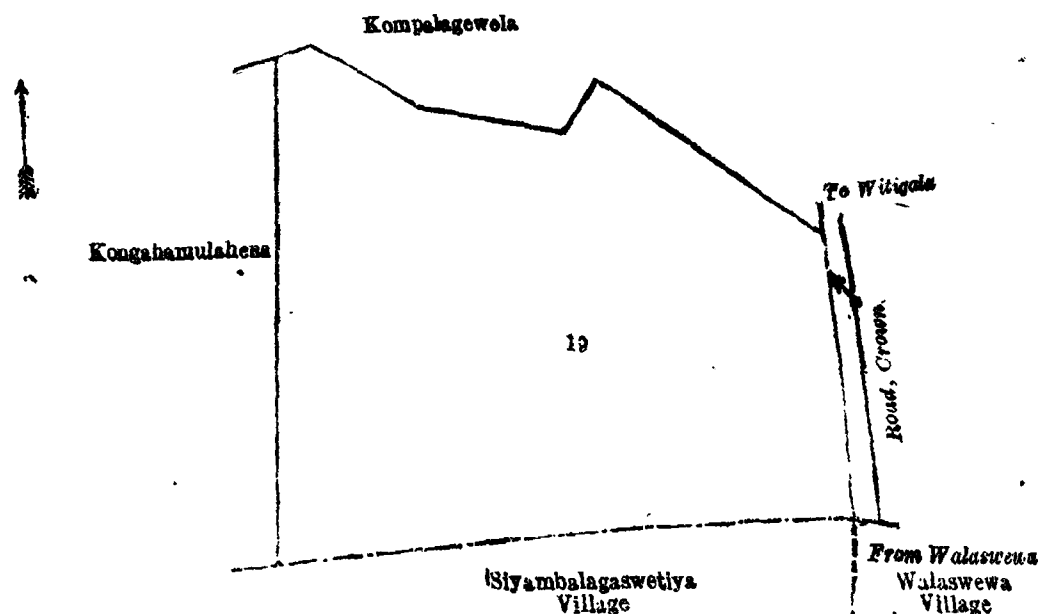 Kompalagewela
To Witigala
Kongahamulahena
19
Road, Crown.
From Walaswewa
Siyambalagaswetiya
Village
Walaswewa
Village